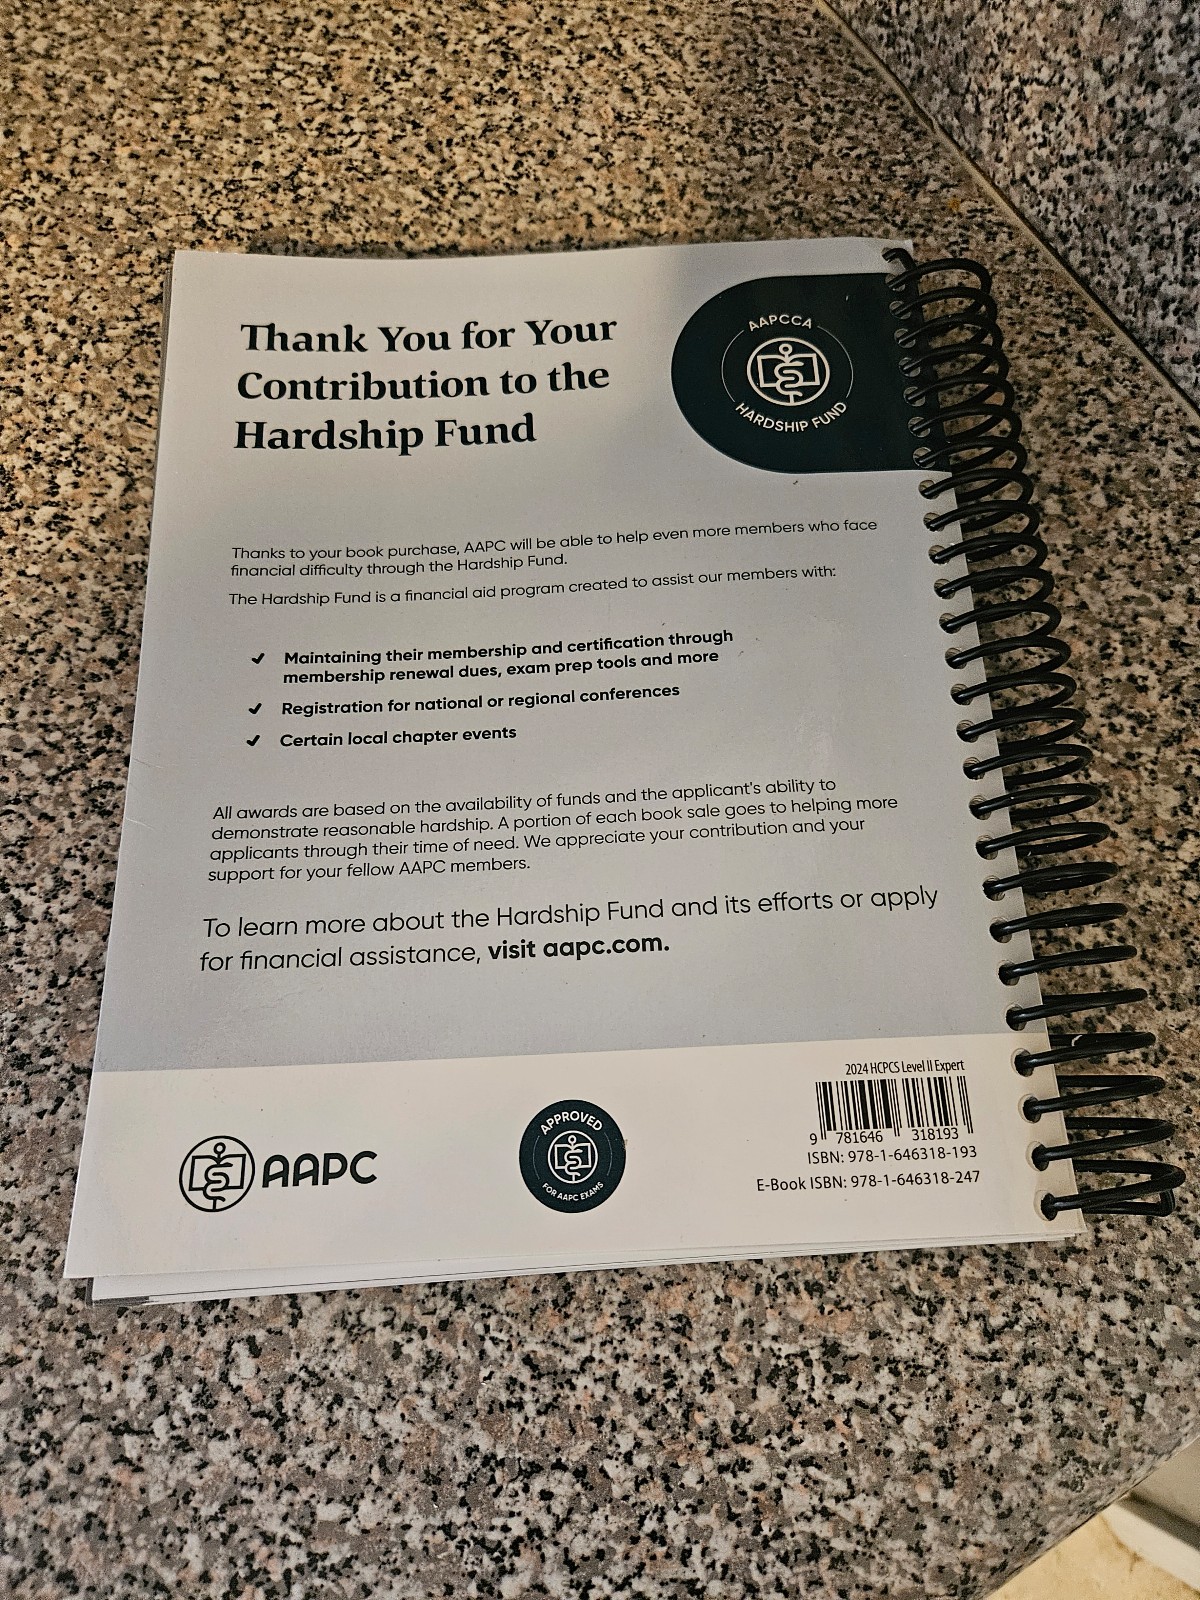 Thank You for Your
Contribution to the
Hardship Fund
AAPCCA
HARDSHIP FUND
Thanks to your book purchase, AAPC will be able to help even more members who face
financial difficulty through the Hardship Fund.
The Hardship Fund is a financial aid program created to assist our members with:
✓ Maintaining their membership and certification through
membership renewal dues, exam prep tools and more
✓ Registration for national or regional conferences
✓ Certain local chapter events
All awards are based on the availability of funds and the applicant's ability to
demonstrate reasonable hardship. A portion of each book sale goes to helping more
applicants through their time of need. We appreciate your contribution and your
support for your fellow AAPC members.
To learn more about the Hardship Fund and its efforts or apply
for financial assistance, visit aapc.com.
AAPC
APPROVED
FOR AAPC EXAMS
2024 HCPCS Level II Expert
9 781646 318193
ISBN: 978-1-646318-193
E-Book ISBN: 978-1-646318-247